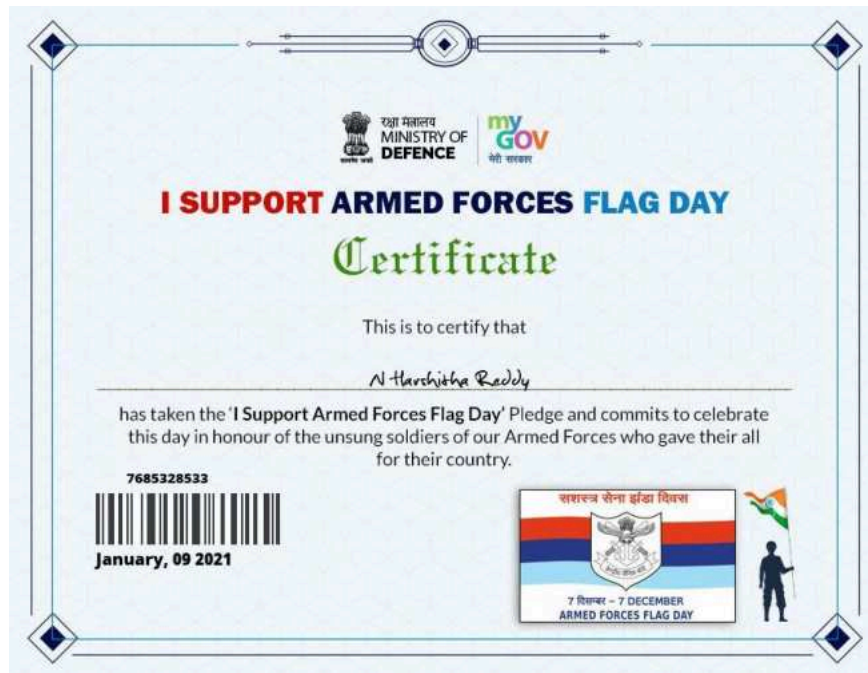 रक्षा मंत्रालय
MINISTRY OF
DEFENCE
my
GOV
मेरी सरकार
I SUPPORT ARMED FORCES FLAG DAY
Certificate
This is to certify that
N Harshitha Reddy
has taken the 'I Support Armed Forces Flag Day' Pledge and commits to celebrate
this day in honour of the unsung soldiers of our Armed Forces who gave their all
for their country.
7685328533
January, 09 2021
सशस्त्र सेना झंडा दिवस
7 दिसम्बर – 7 DECEMBER
ARMED FORCES FLAG DAY